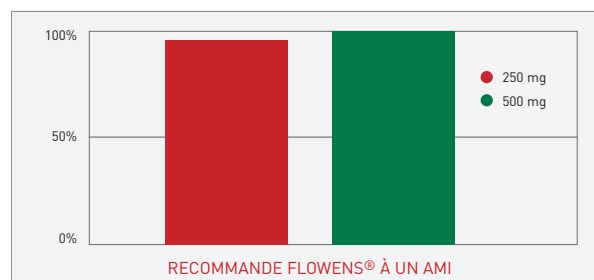 100%
250 mg
500 mg
50%
0%
RECOMMANDE FLOWENS® À UN AMI